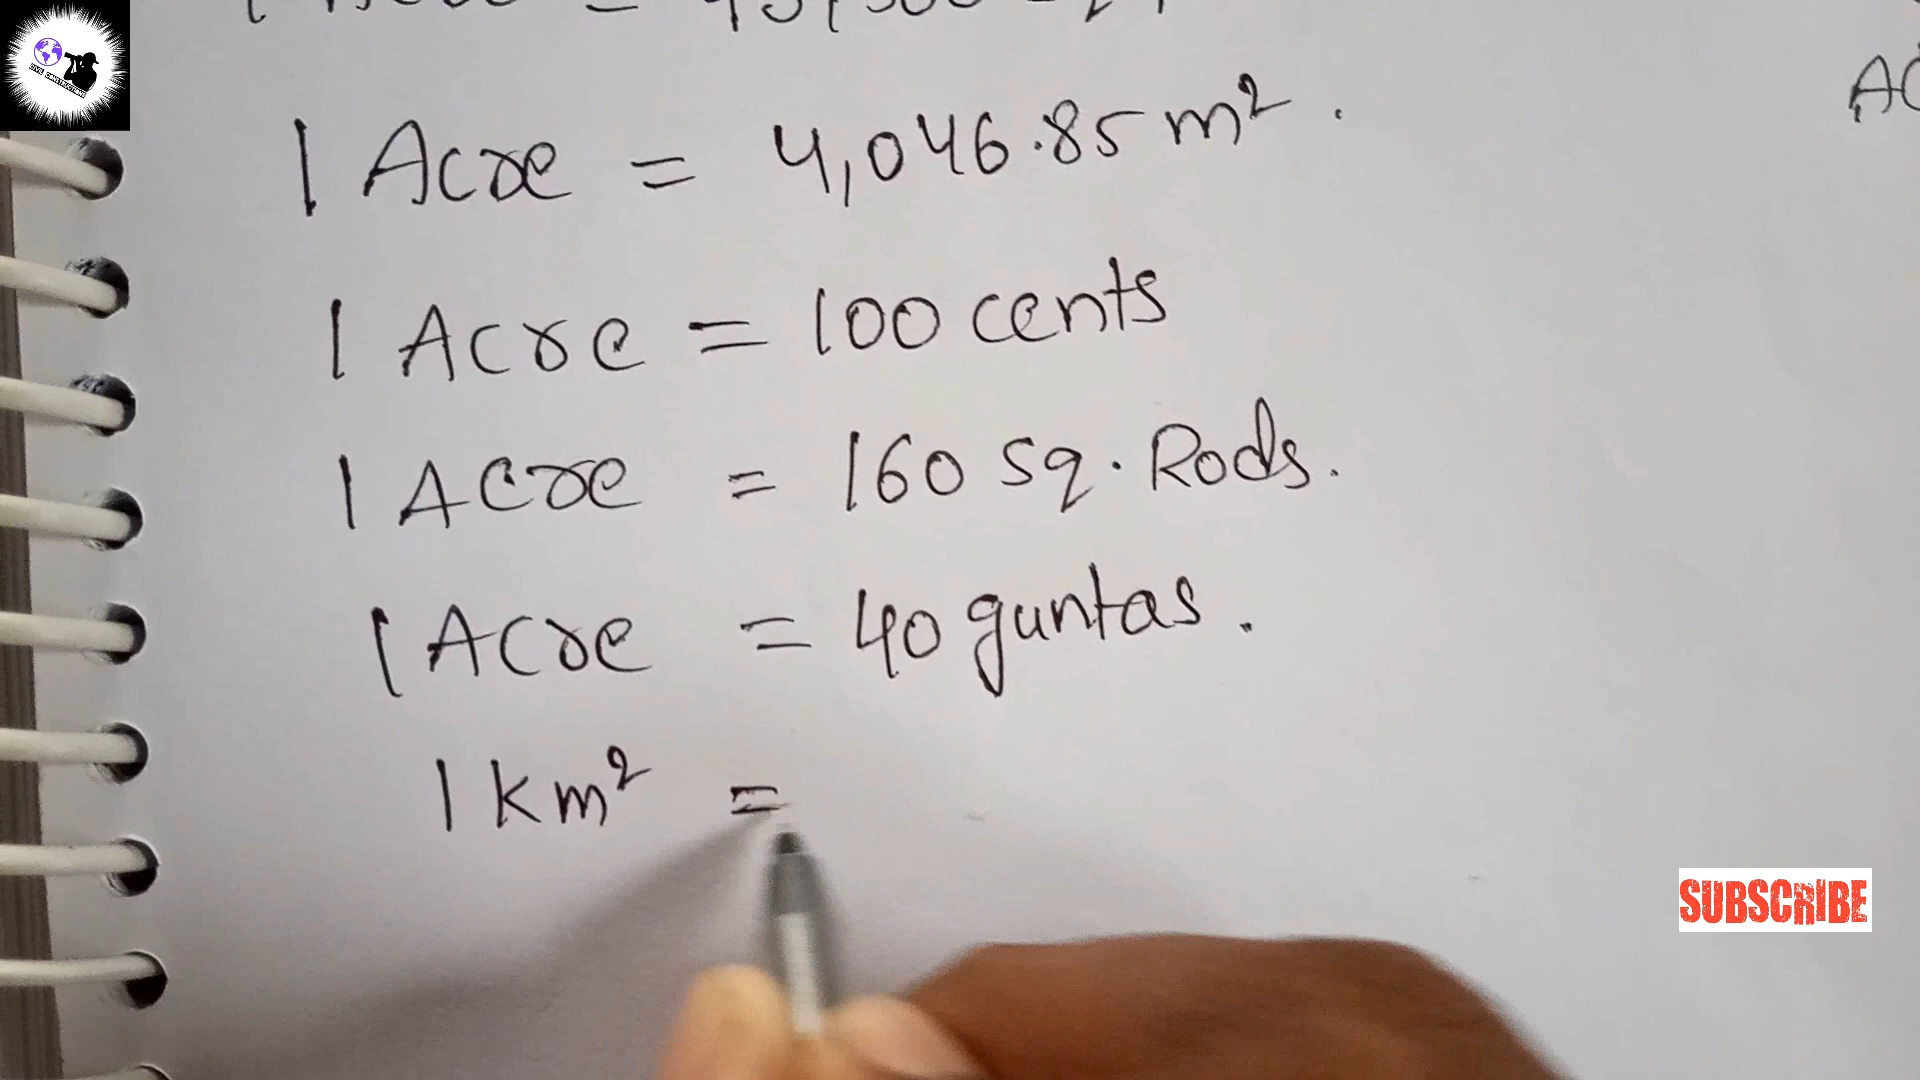 1 Acre = 4,046.85 m².
1 Acre = 100 cents
1 Acre = 160 Sq. Rods.
1 Acre = 40 guntas.
1 km² =
SUBSCRIBE